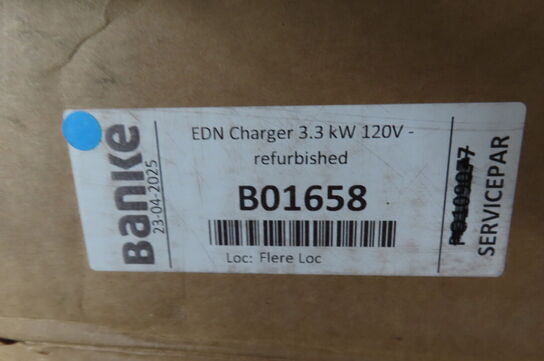 Banke
23-04-2025
EDN Charger 3.3 kW 120V -
refurbished
B01658
Loc: Flere Loc
SERVICEPAR